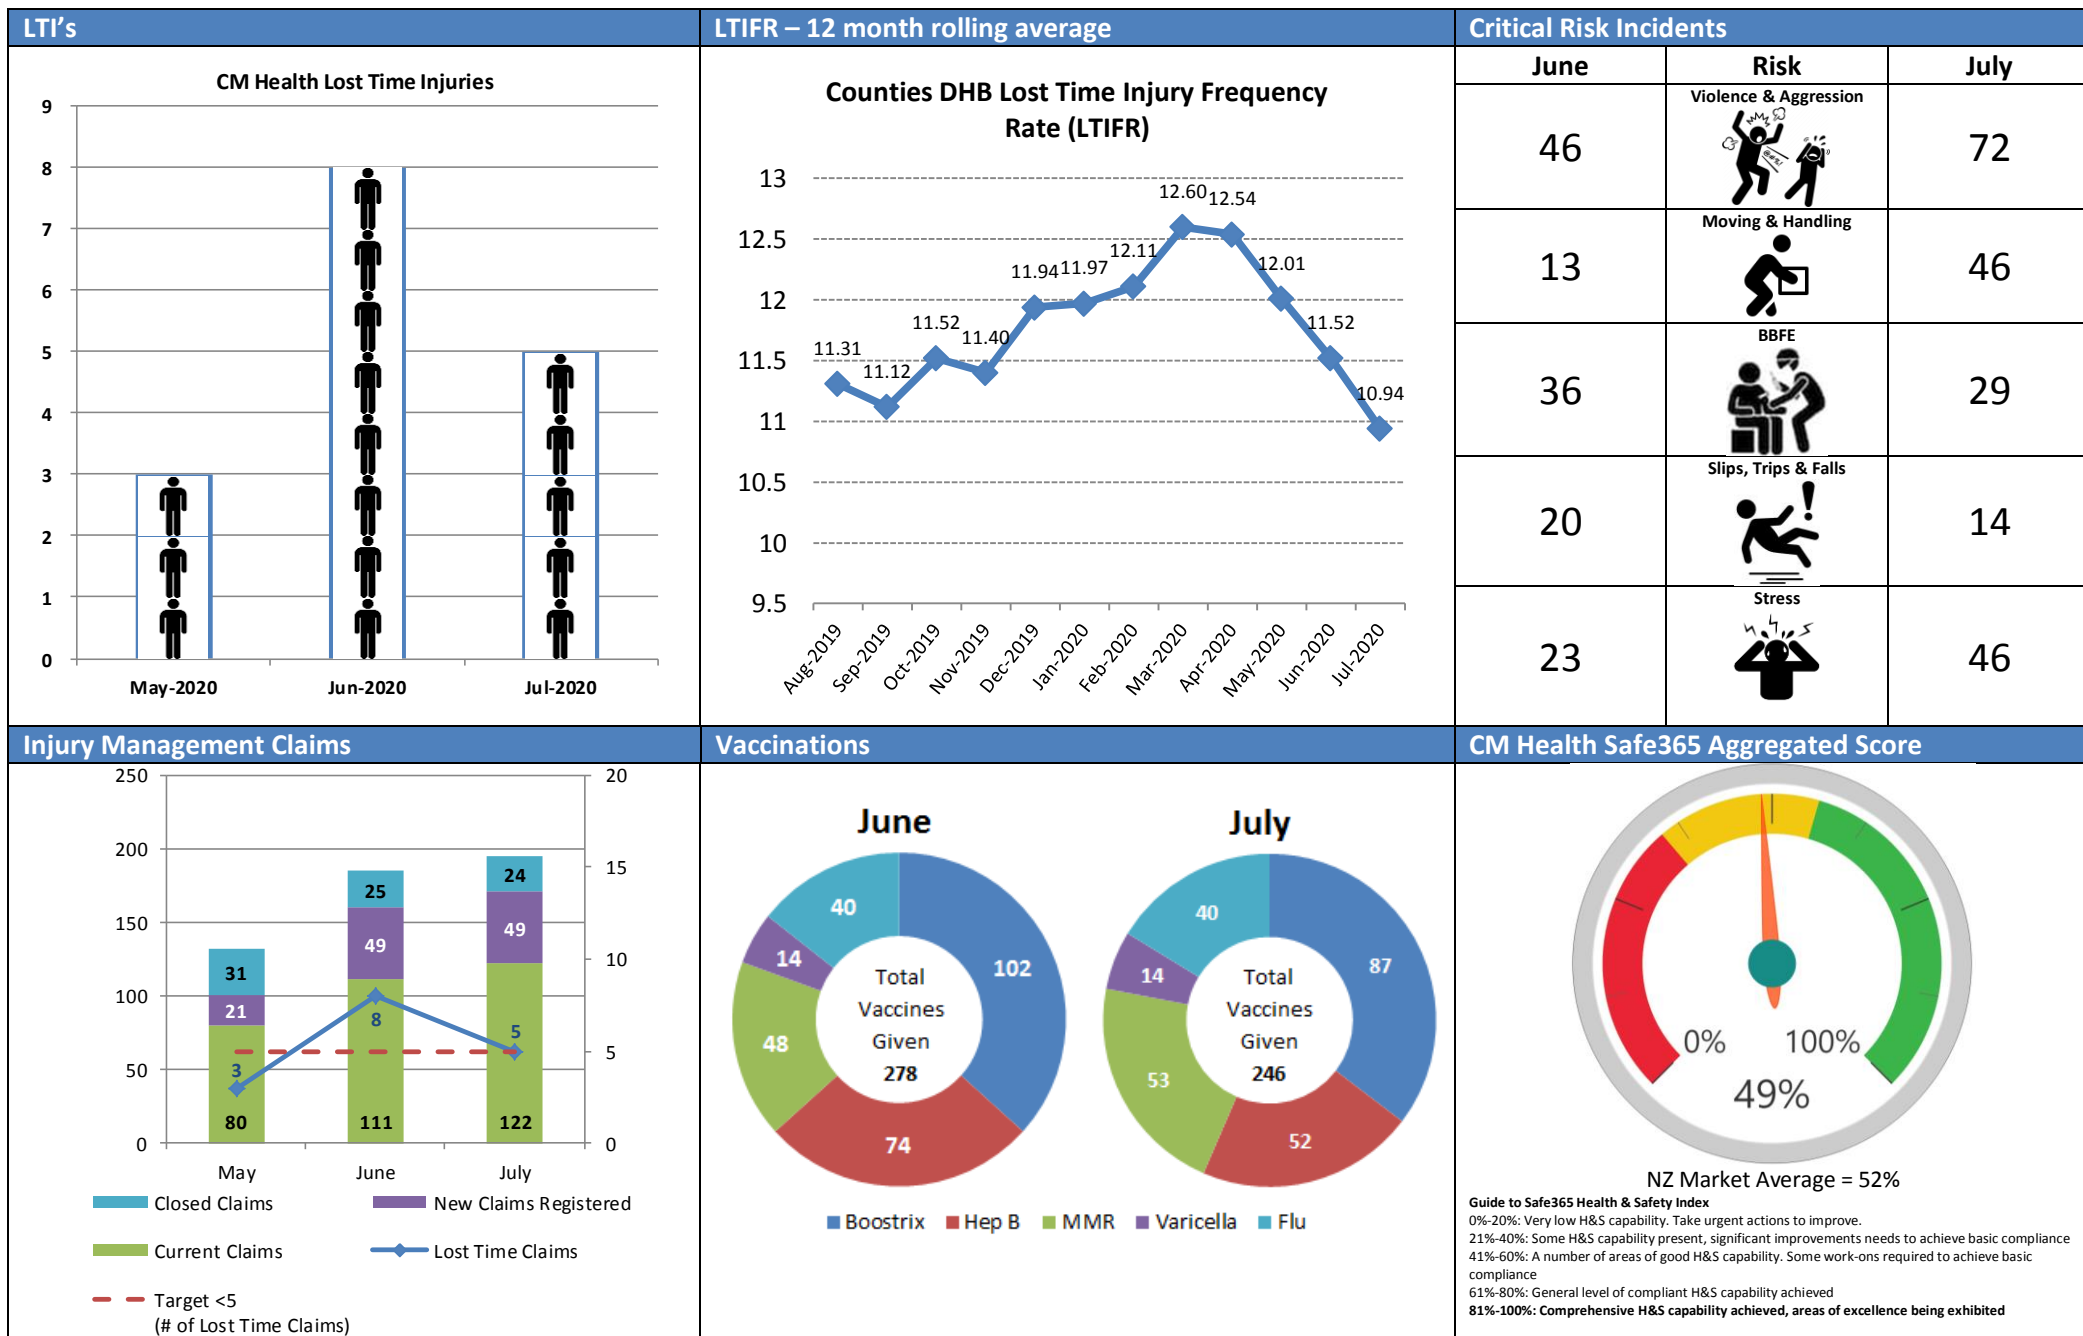 LTI's
CM Health Lost Time Injuries
9
8
7
6
5
4
3
2
1
0
May-2020 Jun-2020 Jul-2020
LTIFR – 12 month rolling average
Counties DHB Lost Time Injury Frequency
Rate (LTIFR)
13
12.5
12
11.5
11
10.5
10
9.5
11.31
11.12
11.52
11.40
11.94
11.97
12.11
12.60
12.54
12.01
11.52
10.94
Aug-2019
Sep-2019
Oct-2019
Nov-2019
Dec-2019
Jan-2020
Feb-2020
Mar-2020
Apr-2020
May-2020
Jun-2020
Jul-2020
Critical Risk Incidents
June Risk July
Violence & Aggression
46 72
Moving & Handling
13 46
BBFE
36 29
Slips, Trips & Falls
20 14
Stress
23 46
Injury Management Claims
250
200
150
100
50
0
20
15
10
5
0
31
21
3
80
25
49
8
111
24
49
5
122
May June July
Closed Claims New Claims Registered
Current Claims Lost Time Claims
Target <5
(# of Lost Time Claims)
Vaccinations
June
40
14
102
48
74
Total
Vaccines
Given
278
July
40
14
87
53
52
Total
Vaccines
Given
246
Boostrix Hep B MMR Varicella Flu
CM Health Safe365 Aggregated Score
0% 100%
49%
NZ Market Average = 52%
Guide to Safe365 Health & Safety Index
0%-20%: Very low H&S capability. Take urgent actions to improve.
21%-40%: Some H&S capability present, significant improvements needs to achieve basic compliance
41%-60%: A number of areas of good H&S capability. Some work-ons required to achieve basic
compliance
61%-80%: General level of compliant H&S capability achieved
81%-100%: Comprehensive H&S capability achieved, areas of excellence being exhibited